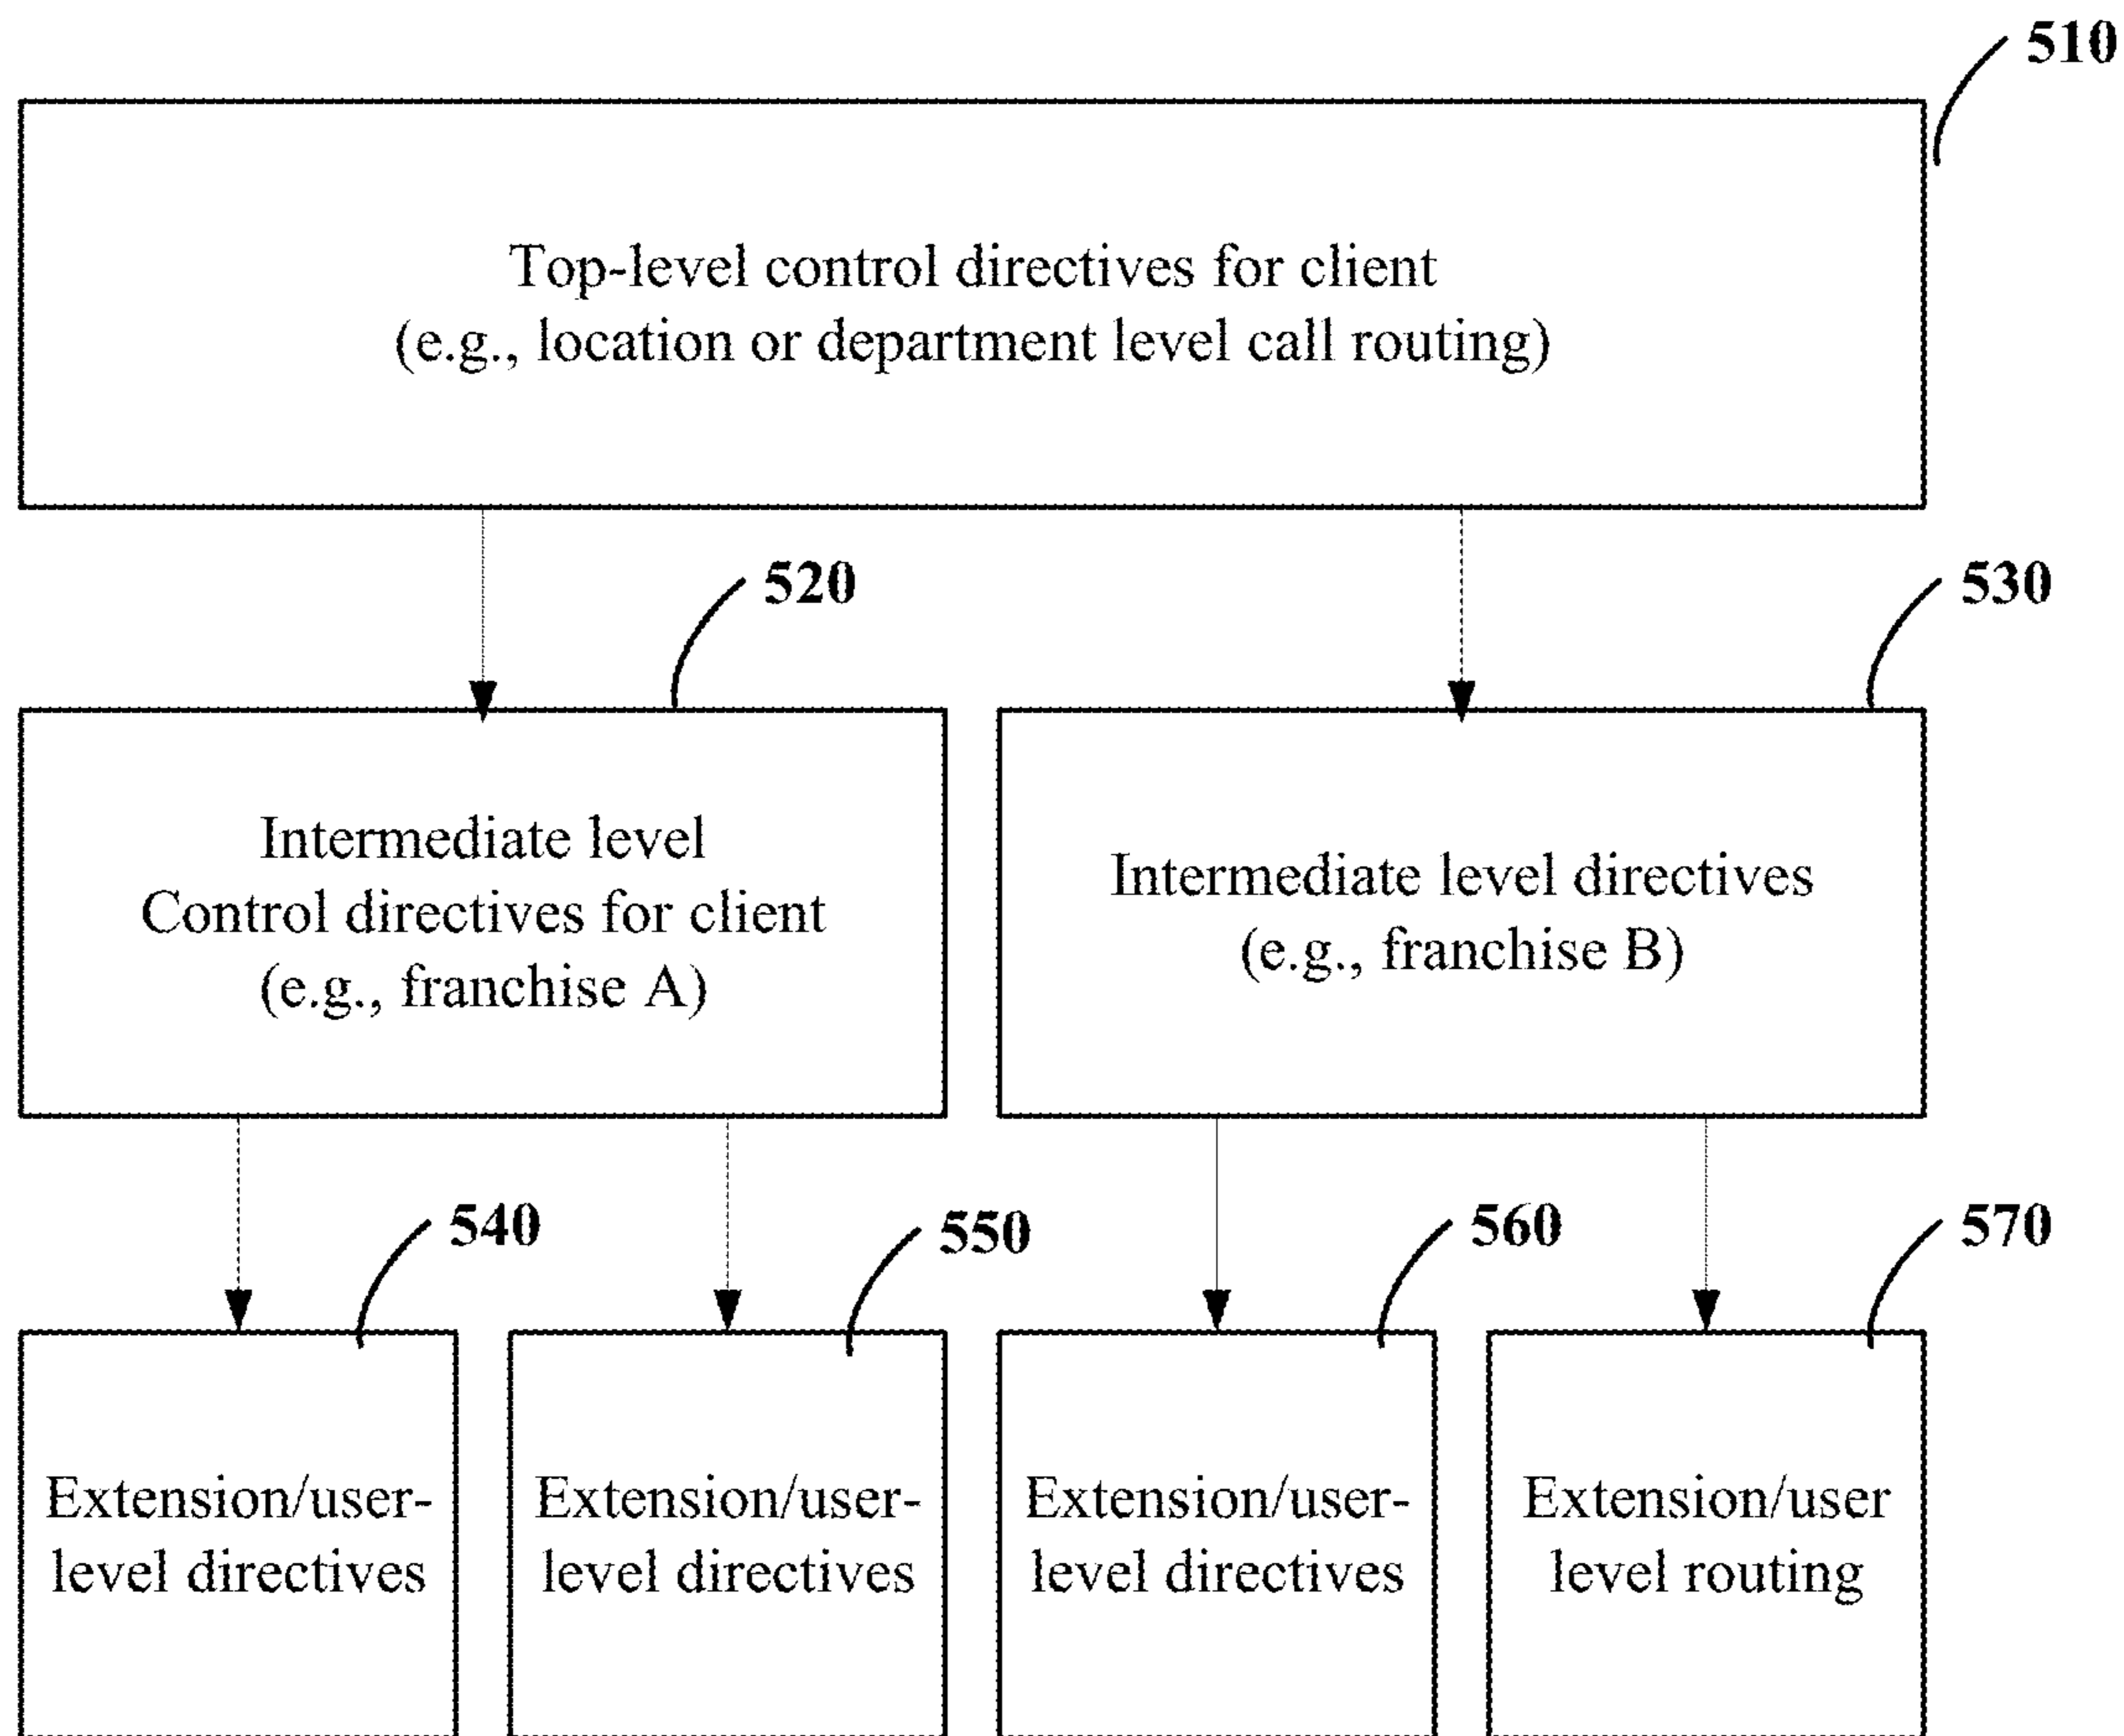 510
Top-level control directives for client
(e.g., location or department level call routing)
520
530
Intermediate level
Control directives for client
(e.g., franchise A)
Intermediate level directives
(e.g., franchise B)
540
550
560
570
Extension/user-
level directives
Extension/user-
level directives
Extension/user-
level directives
Extension/user
level routing